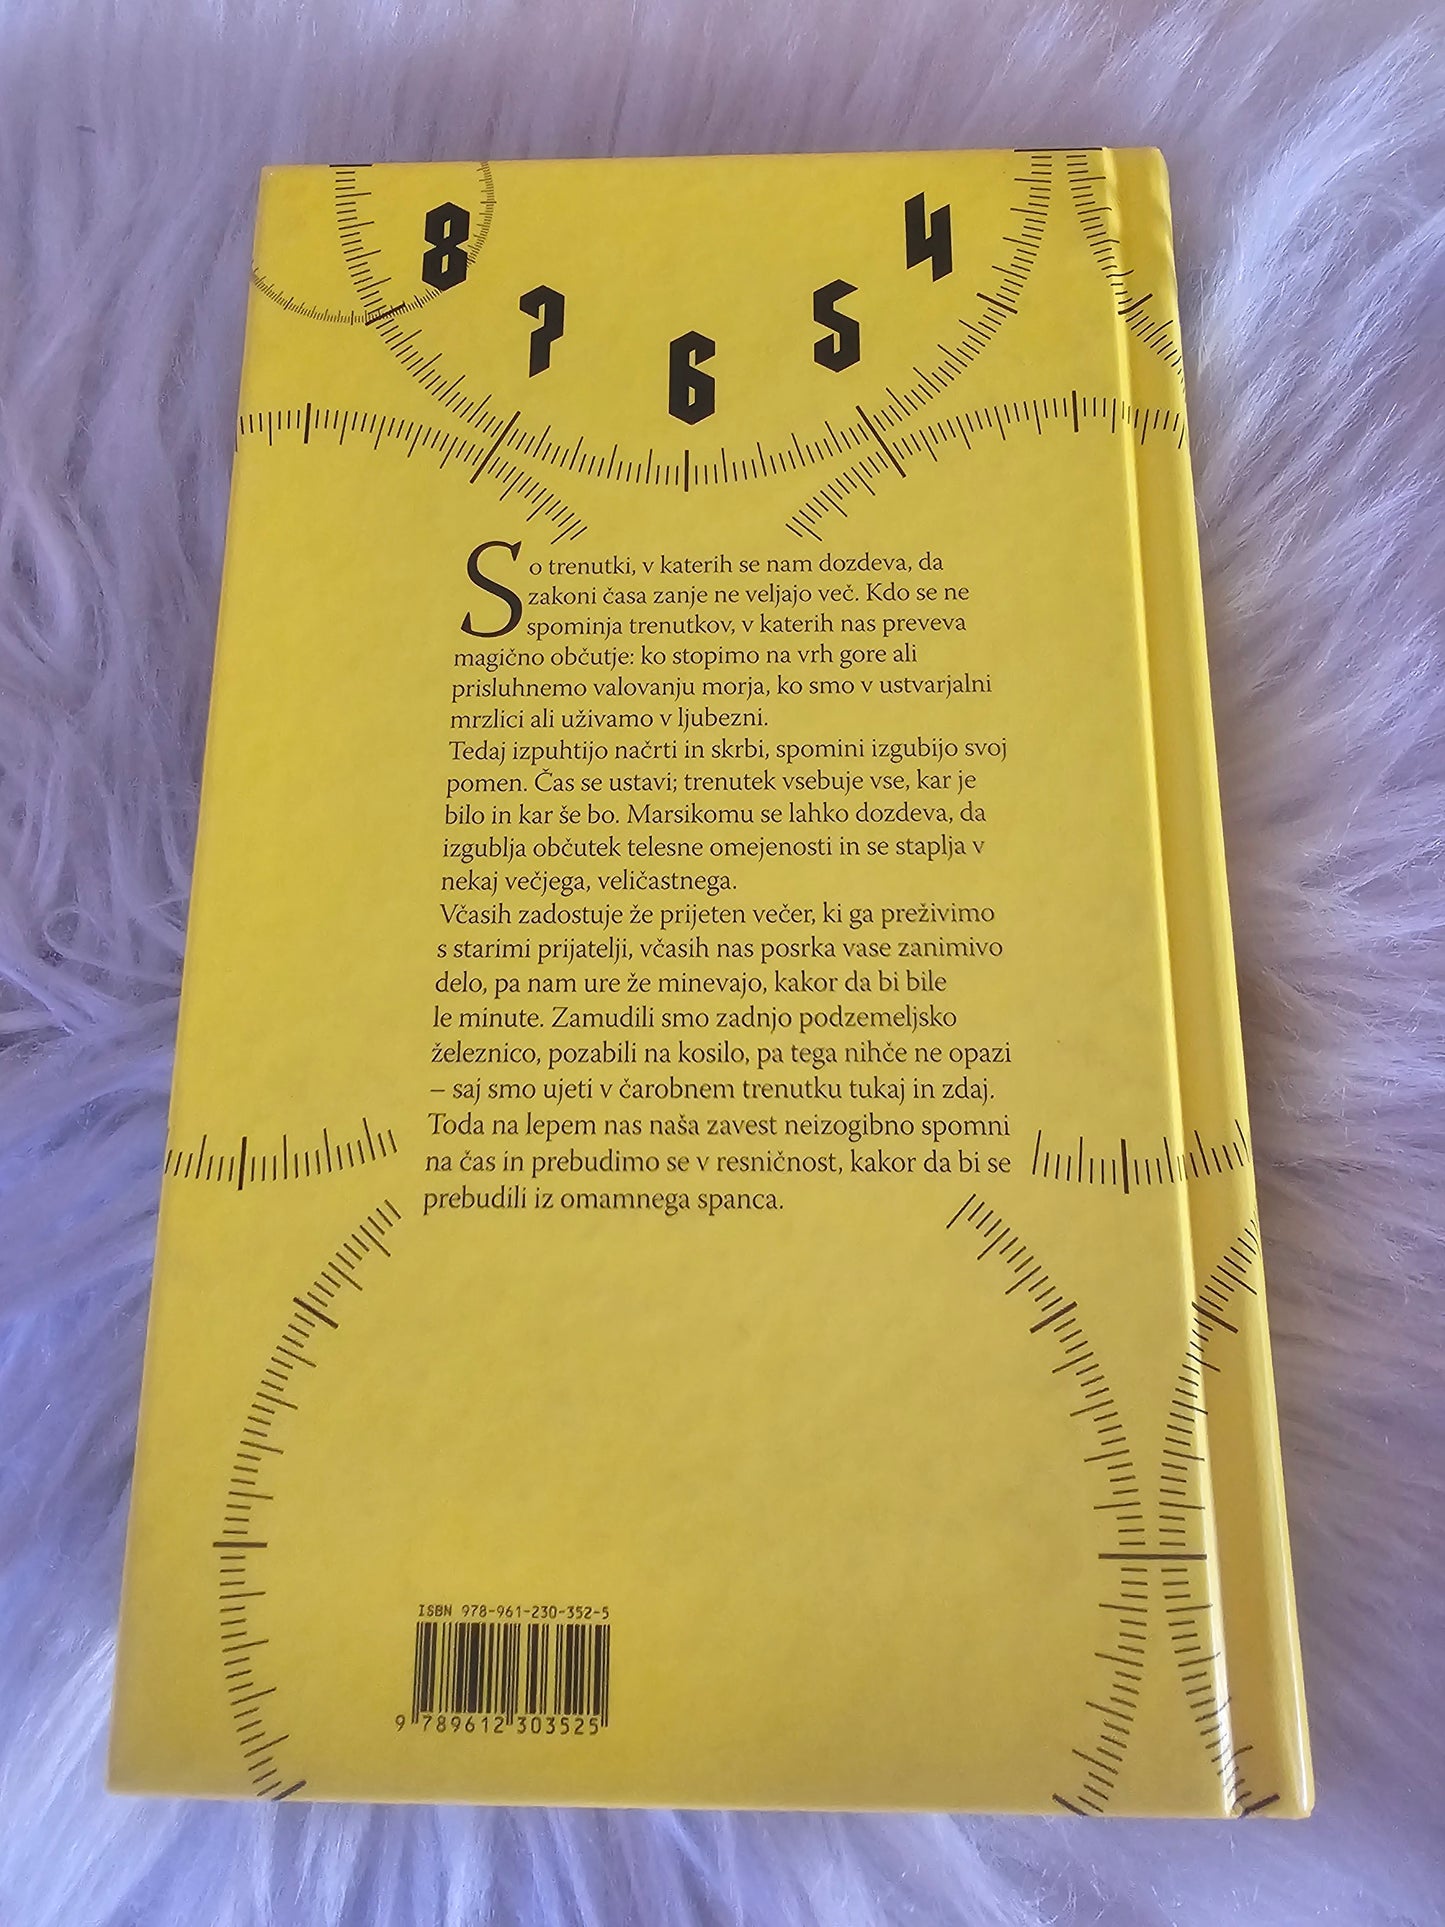 8
7
6
5
4
So trenutki, v katerih se nam dozdeva, da
zakoni časa zanje ne veljajo več. Kdo se ne
spominja trenutkov, v katerih nas preveva
magično občutje: ko stopimo na vrh gore ali
prisluhnemo valovanju morja, ko smo v ustvarjalni
mrzlici ali uživamo v ljubezni.
Tedaj izpuhtijo načrti in skrbi, spomini izgubijo svoj
pomen. Čas se ustavi; trenutek vsebuje vse, kar je
bilo in kar še bo. Marsikomu se lahko dozdeva, da
izgublja občutek telesne omejenosti in se staplja v
nekaj večjega, veličastnega.
Včasih zadostuje že prijeten večer, ki ga preživimo
s starimi prijatelji, včasih nas posrka vase zanimivo
delo, pa nam ure že minevajo, kakor da bi bile
le minute. Zamudili smo zadnjo podzemeljsko
železnico, pozabili na kosilo, pa tega nihče ne opazi
– saj smo ujeti v čarobnem trenutku tukaj in zdaj.
Toda na lepem nas naša zavest neizogibno spomni
na čas in prebudimo se v resničnost, kakor da bi se
prebudili iz omamnega spanca.
ISBN 978-961-230-352-5
9 789612 303525